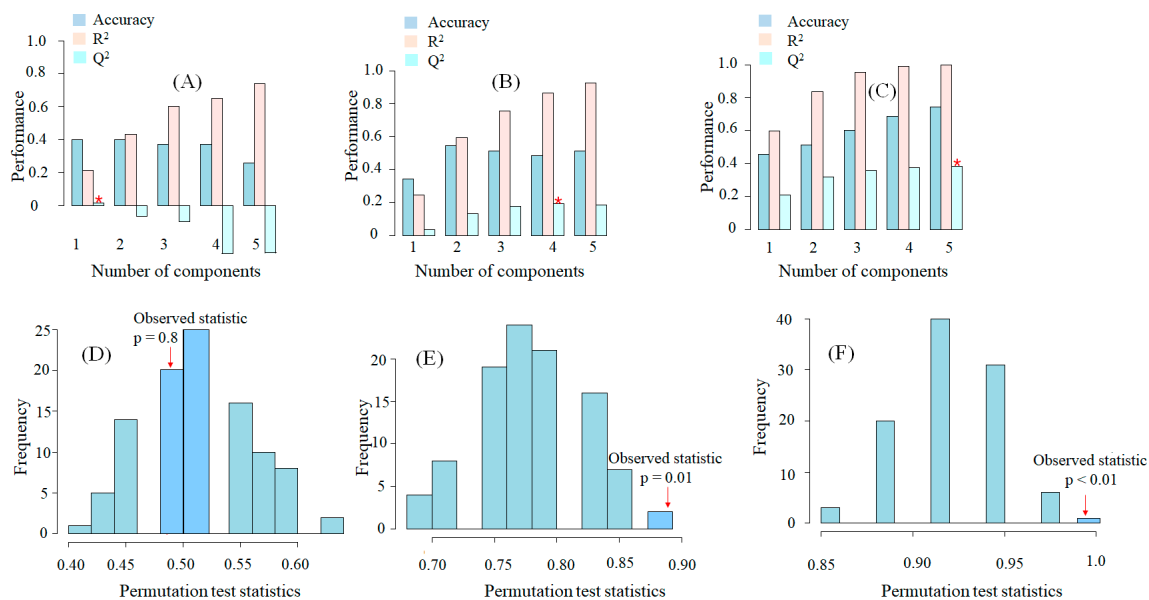 Accuracy
R²
Q²
(A)
1.0
0.8
0.6
0.4
0.2
0
Performance
*
1 2 3 4 5
Number of components
Accuracy
R²
Q²
(B)
1.0
0.8
0.6
0.4
0.2
0
Performance
*
1 2 3 4 5
Number of components
Accuracy
R²
Q²
(C)
1.0
0.8
0.6
0.4
0.2
0
Performance
*
1 2 3 4 5
Number of components
Observed statistic
p = 0.8
(D)
25
20
15
10
5
0
Frequency
0.40 0.45 0.50 0.55 0.60
Permutation test statistics
(E)
20
15
10
5
0
Frequency
Observed statistic
p = 0.01
0.70 0.75 0.80 0.85 0.90
Permutation test statistics
(F)
40
30
20
10
0
Frequency
Observed statistic
p < 0.01
0.85 0.90 0.95 1.0
Permutation test statistics